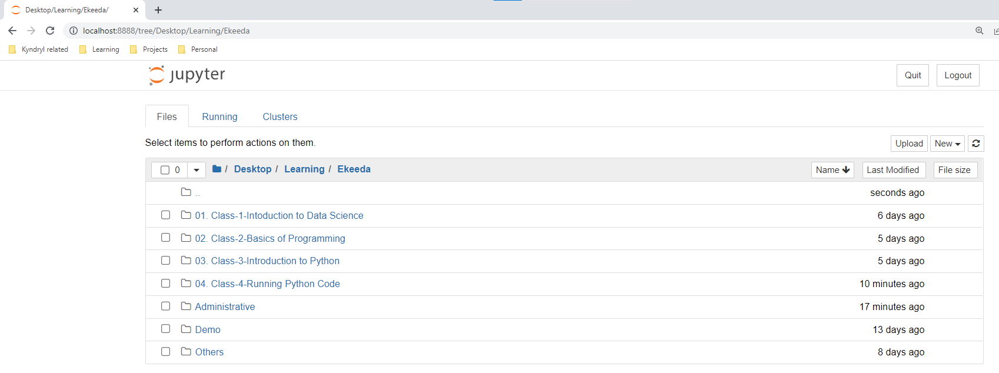 Desktop/Learning/Ekeeda/
localhost:8888/tree/Desktop/Learning/Ekeeda
Kyndryl related Learning Projects Personal
jupyter Quit Logout
Files Running Clusters
Select items to perform actions on them. Upload New
0 / Desktop / Learning / Ekeeda Name Last Modified File size
.. seconds ago
01. Class-1-Intoduction to Data Science 6 days ago
02. Class-2-Basics of Programming 5 days ago
03. Class-3-Introduction to Python 5 days ago
04. Class-4-Running Python Code 10 minutes ago
Administrative 17 minutes ago
Demo 13 days ago
Others 8 days ago